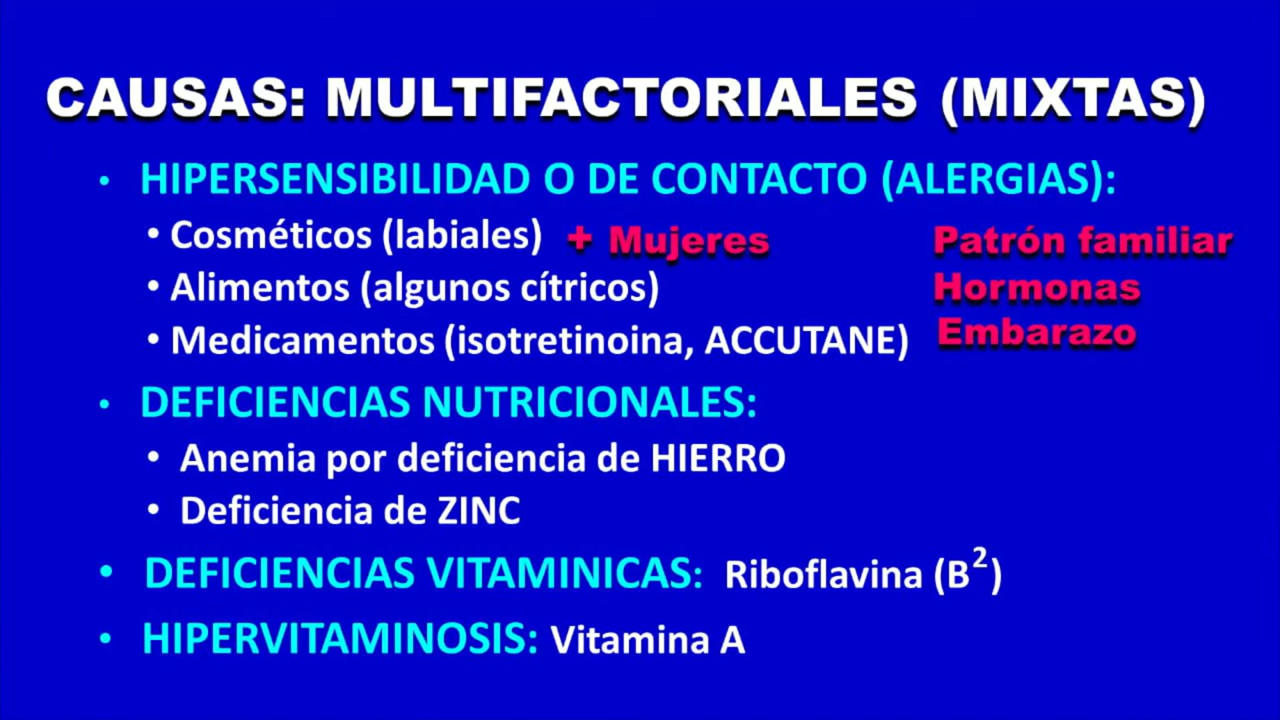 CAUSAS: MULTIFACTORIALES (MIXTAS)
• HIPERSENSIBILIDAD O DE CONTACTO (ALERGIAS):
• Cosméticos (labiales) + Mujeres Patrón familiar
• Alimentos (algunos cítricos) Hormonas
• Medicamentos (isotretinoina, ACCUTANE) Embarazo
• DEFICIENCIAS NUTRICIONALES:
• Anemia por deficiencia de HIERRO
• Deficiencia de ZINC
• DEFICIENCIAS VITAMINICAS: Riboflavina (B²)
• HIPERVITAMINOSIS: Vitamina A